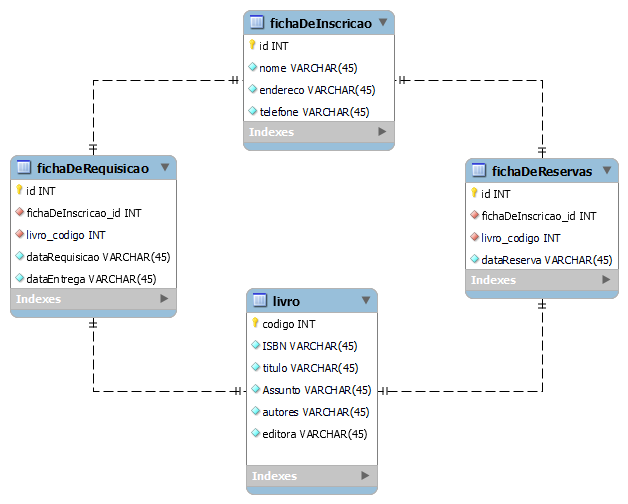 fichaDeInscricao
id INT
nome VARCHAR(45)
endereco VARCHAR(45)
telefone VARCHAR(45)
Indexes
fichaDeRequisicao
id INT
fichaDeInscricao_id INT
livro_codigo INT
dataRequisicao VARCHAR(45)
dataEntrega VARCHAR(45)
Indexes
fichaDeReservas
id INT
fichaDeInscricao_id INT
livro_codigo INT
dataReserva VARCHAR(45)
Indexes
livro
codigo INT
ISBN VARCHAR(45)
titulo VARCHAR(45)
Assunto VARCHAR(45)
autores VARCHAR(45)
editora VARCHAR(45)
Indexes